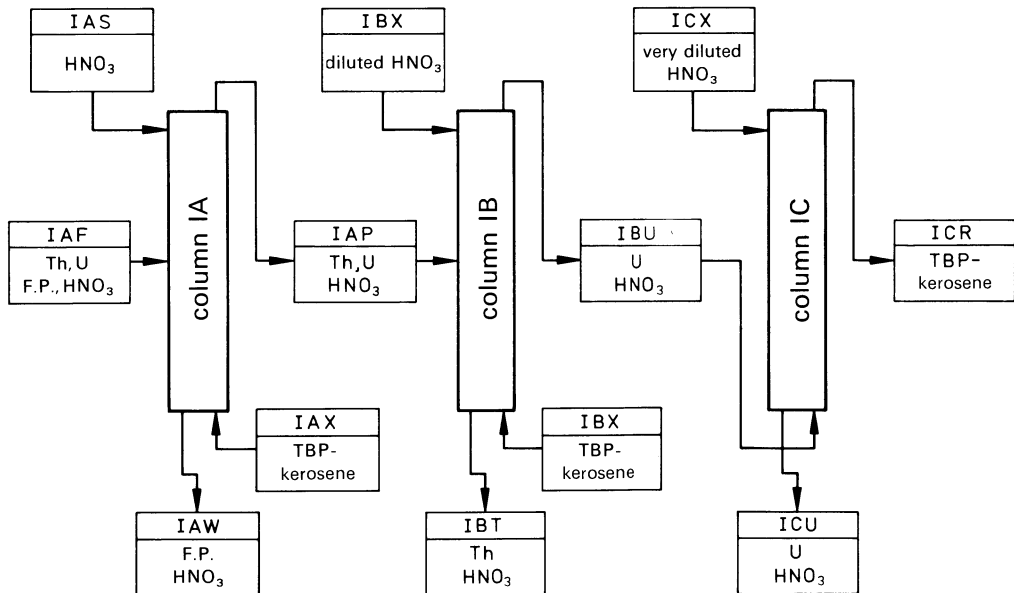 IAS
HNO₃
IBX
diluted HNO₃
ICX
very diluted
HNO₃
column IA
column IB
column IC
IAF
Th, U
F.P., HNO₃
IAP
Th, U
HNO₃
IBU
U
HNO₃
ICR
TBP-
kerosene
IAX
TBP-
kerosene
IBX
TBP-
kerosene
IAW
F.P.
HNO₃
IBT
Th
HNO₃
ICU
U
HNO₃